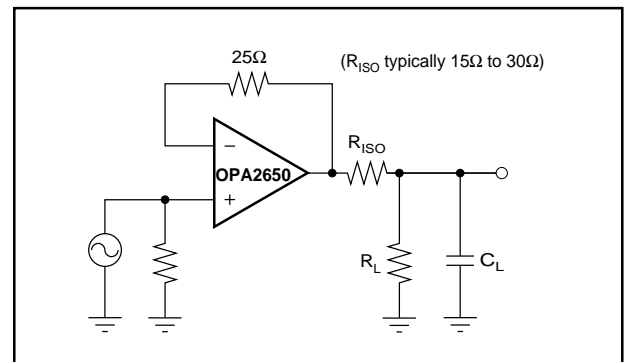 25Ω
(R_ISO typically 15Ω to 30Ω)
R_ISO
−
OPA2650
+
R_L
C_L